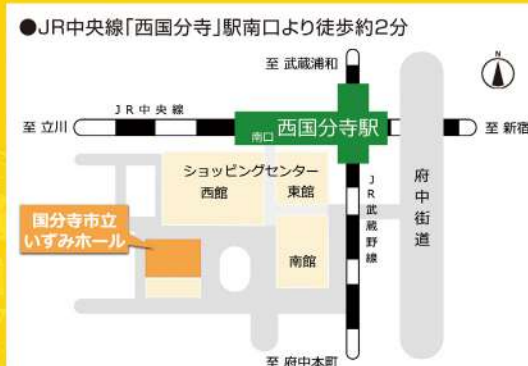 ●JR中央線「西国分寺」駅南口より徒歩約2分
至 武蔵浦和
N
JR中央線
至 立川
南口 西国分寺駅
至 新宿
ショッピングセンター
西館
東館
JR武蔵野線
府中街道
国分寺市立
いずみホール
南館
至 府中本町